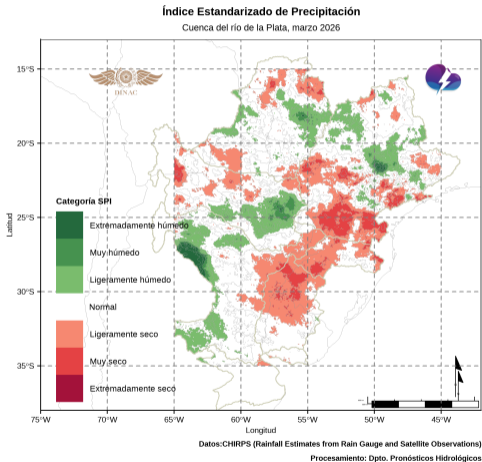 Índice Estandarizado de Precipitación
Cuenca del río de la Plata, marzo 2026
15°S
20°S
25°S
30°S
35°S
Latitud
DINAC
Categoría SPI
Extremadamente húmedo
Muy húmedo
Ligeramente húmedo
Normal
Ligeramente seco
Muy seco
Extremadamente seco
75°W
70°W
65°W
60°W
55°W
50°W
45°W
Longitud
Datos:CHIRPS (Rainfall Estimates from Rain Gauge and Satellite Observations)
Procesamiento: Dpto. Pronósticos Hidrológicos